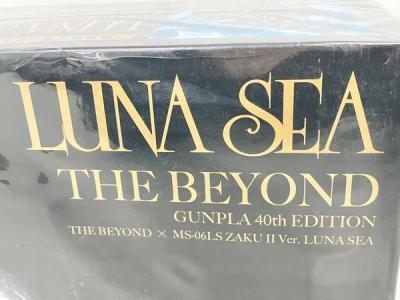 LUNA SEA
THE BEYOND
GUNPLA 40th EDITION
THE BEYOND × MS-06LS ZAKU II Ver. LUNA SEA